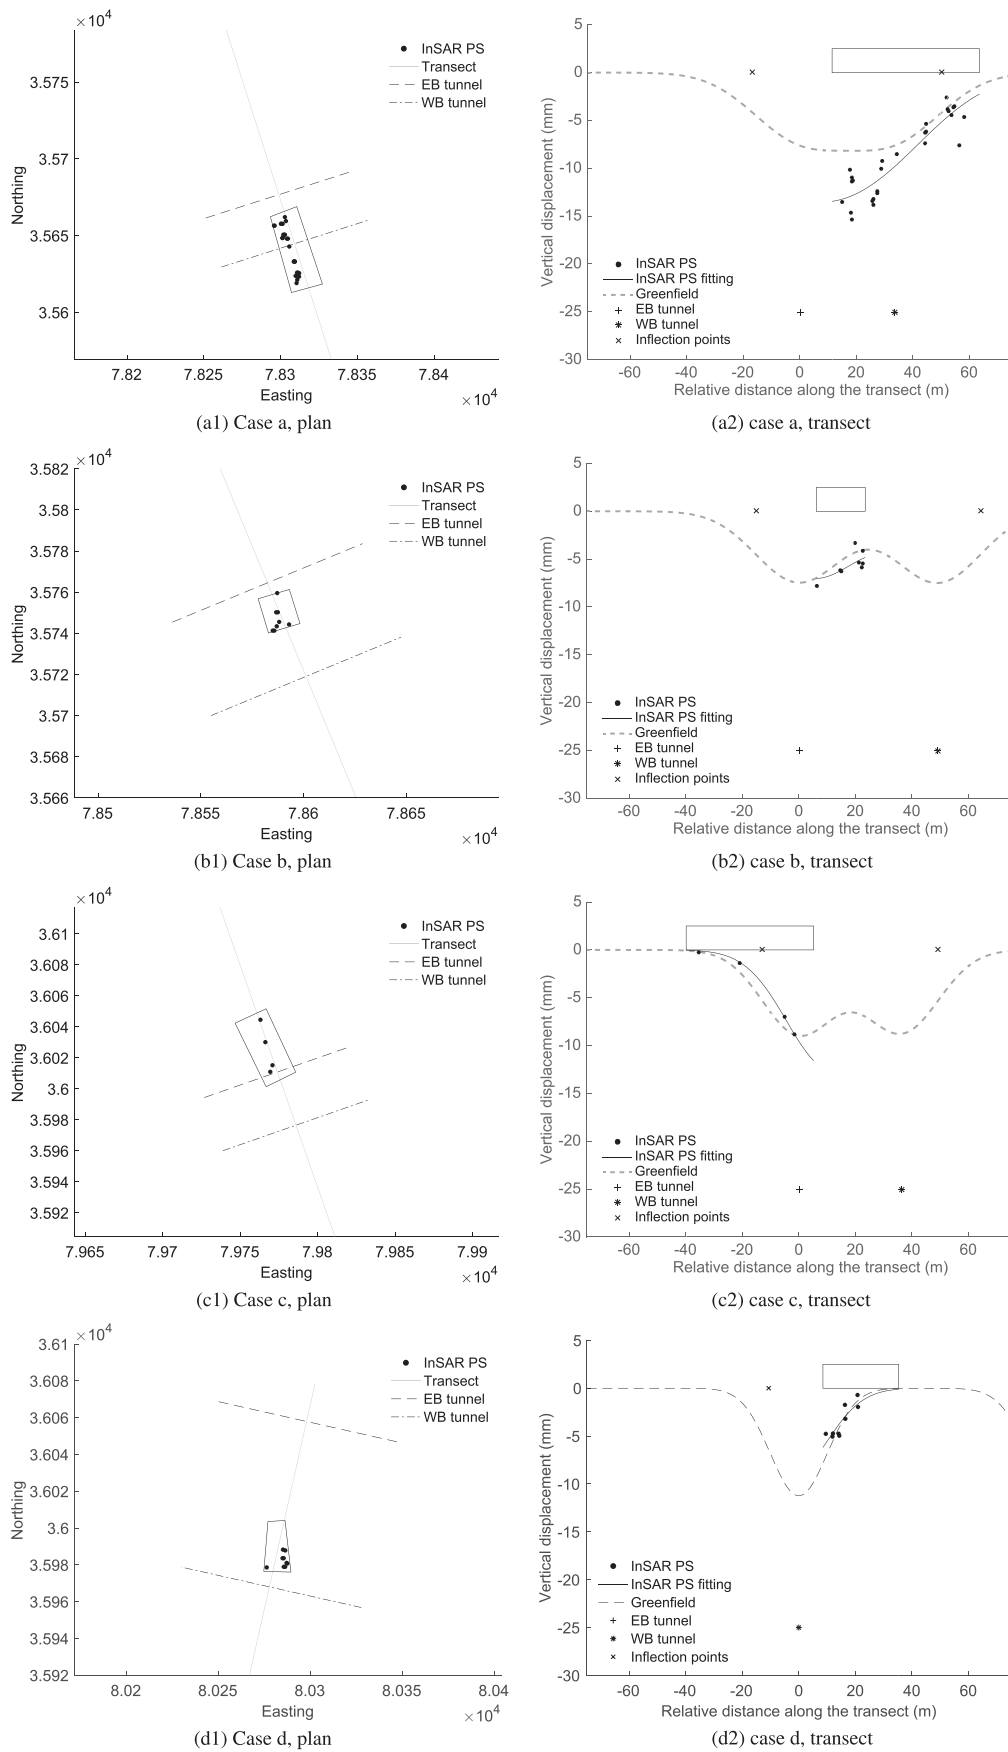 ×10⁴
3.575
3.57
3.565
3.56
Northing
InSAR PS
Transect
EB tunnel
WB tunnel
7.82 7.825 7.83 7.835 7.84
Easting ×10⁴
(a1) Case a, plan
5
0
-5
-10
-15
-20
-25
-30
Vertical displacement (mm)
InSAR PS
InSAR PS fitting
Greenfield
EB tunnel
WB tunnel
Inflection points
-60 -40 -20 0 20 40 60
Relative distance along the transect (m)
(a2) case a, transect
×10⁴
3.582
3.58
3.578
3.576
3.574
3.572
3.57
3.568
3.566
Northing
InSAR PS
Transect
EB tunnel
WB tunnel
7.85 7.855 7.86 7.865
Easting ×10⁴
(b1) Case b, plan
5
0
-5
-10
-15
-20
-25
-30
Vertical displacement (mm)
InSAR PS
InSAR PS fitting
Greenfield
EB tunnel
WB tunnel
Inflection points
-60 -40 -20 0 20 40 60
Relative distance along the transect (m)
(b2) case b, transect
×10⁴
3.61
3.608
3.606
3.604
3.602
3.6
3.598
3.596
3.594
3.592
Northing
InSAR PS
Transect
EB tunnel
WB tunnel
7.965 7.97 7.975 7.98 7.985 7.99
Easting ×10⁴
(c1) Case c, plan
5
0
-5
-10
-15
-20
-25
-30
Vertical displacement (mm)
InSAR PS
InSAR PS fitting
Greenfield
EB tunnel
WB tunnel
Inflection points
-60 -40 -20 0 20 40 60
Relative distance along the transect (m)
(c2) case c, transect
×10⁴
3.61
3.608
3.606
3.604
3.602
3.6
3.598
3.596
3.594
3.592
Northing
InSAR PS
Transect
EB tunnel
WB tunnel
8.02 8.025 8.03 8.035 8.04
Easting ×10⁴
(d1) Case d, plan
5
0
-5
-10
-15
-20
-25
-30
Vertical displacement (mm)
InSAR PS
InSAR PS fitting
Greenfield
EB tunnel
WB tunnel
Inflection points
-60 -40 -20 0 20 40 60
Relative distance along the transect (m)
(d2) case d, transect